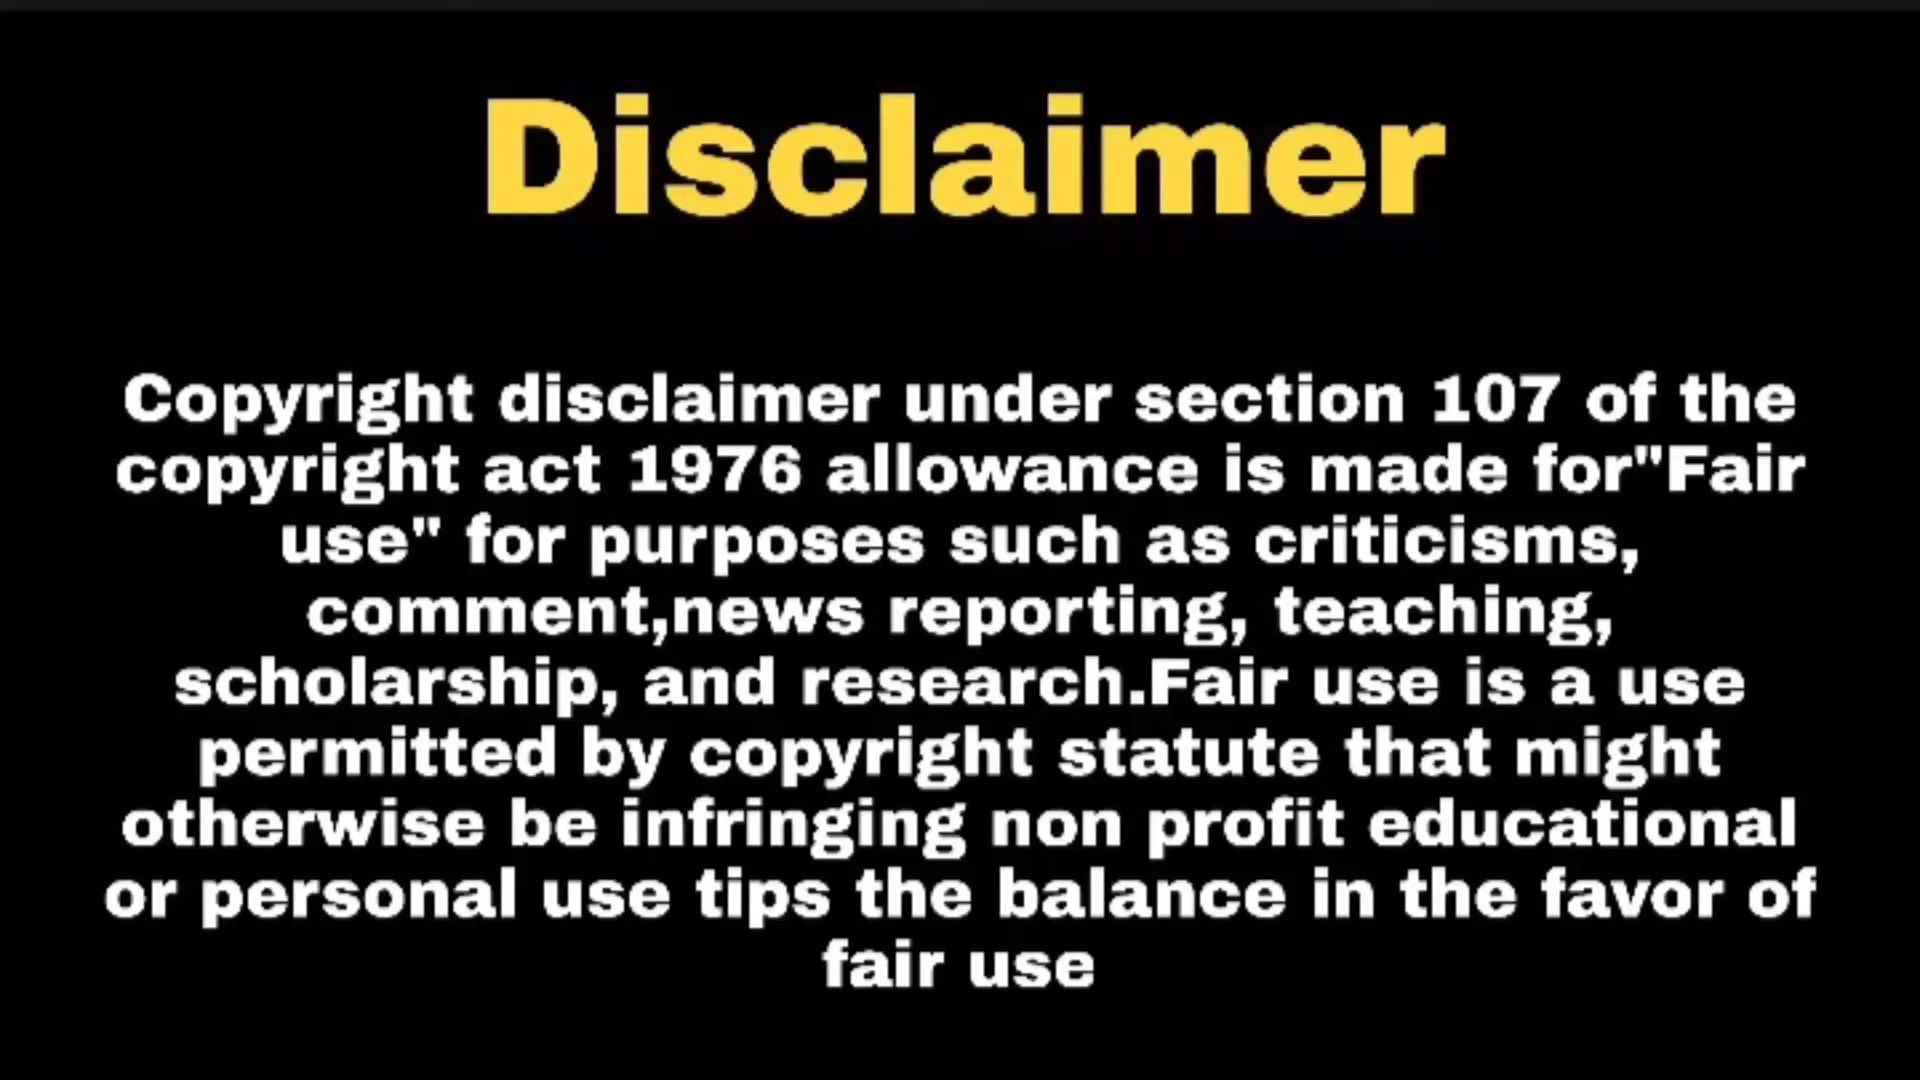 Disclaimer
Copyright disclaimer under section 107 of the
copyright act 1976 allowance is made for"Fair
use" for purposes such as criticisms,
comment,news reporting, teaching,
scholarship, and research.Fair use is a use
permitted by copyright statute that might
otherwise be infringing non profit educational
or personal use tips the balance in the favor of
fair use